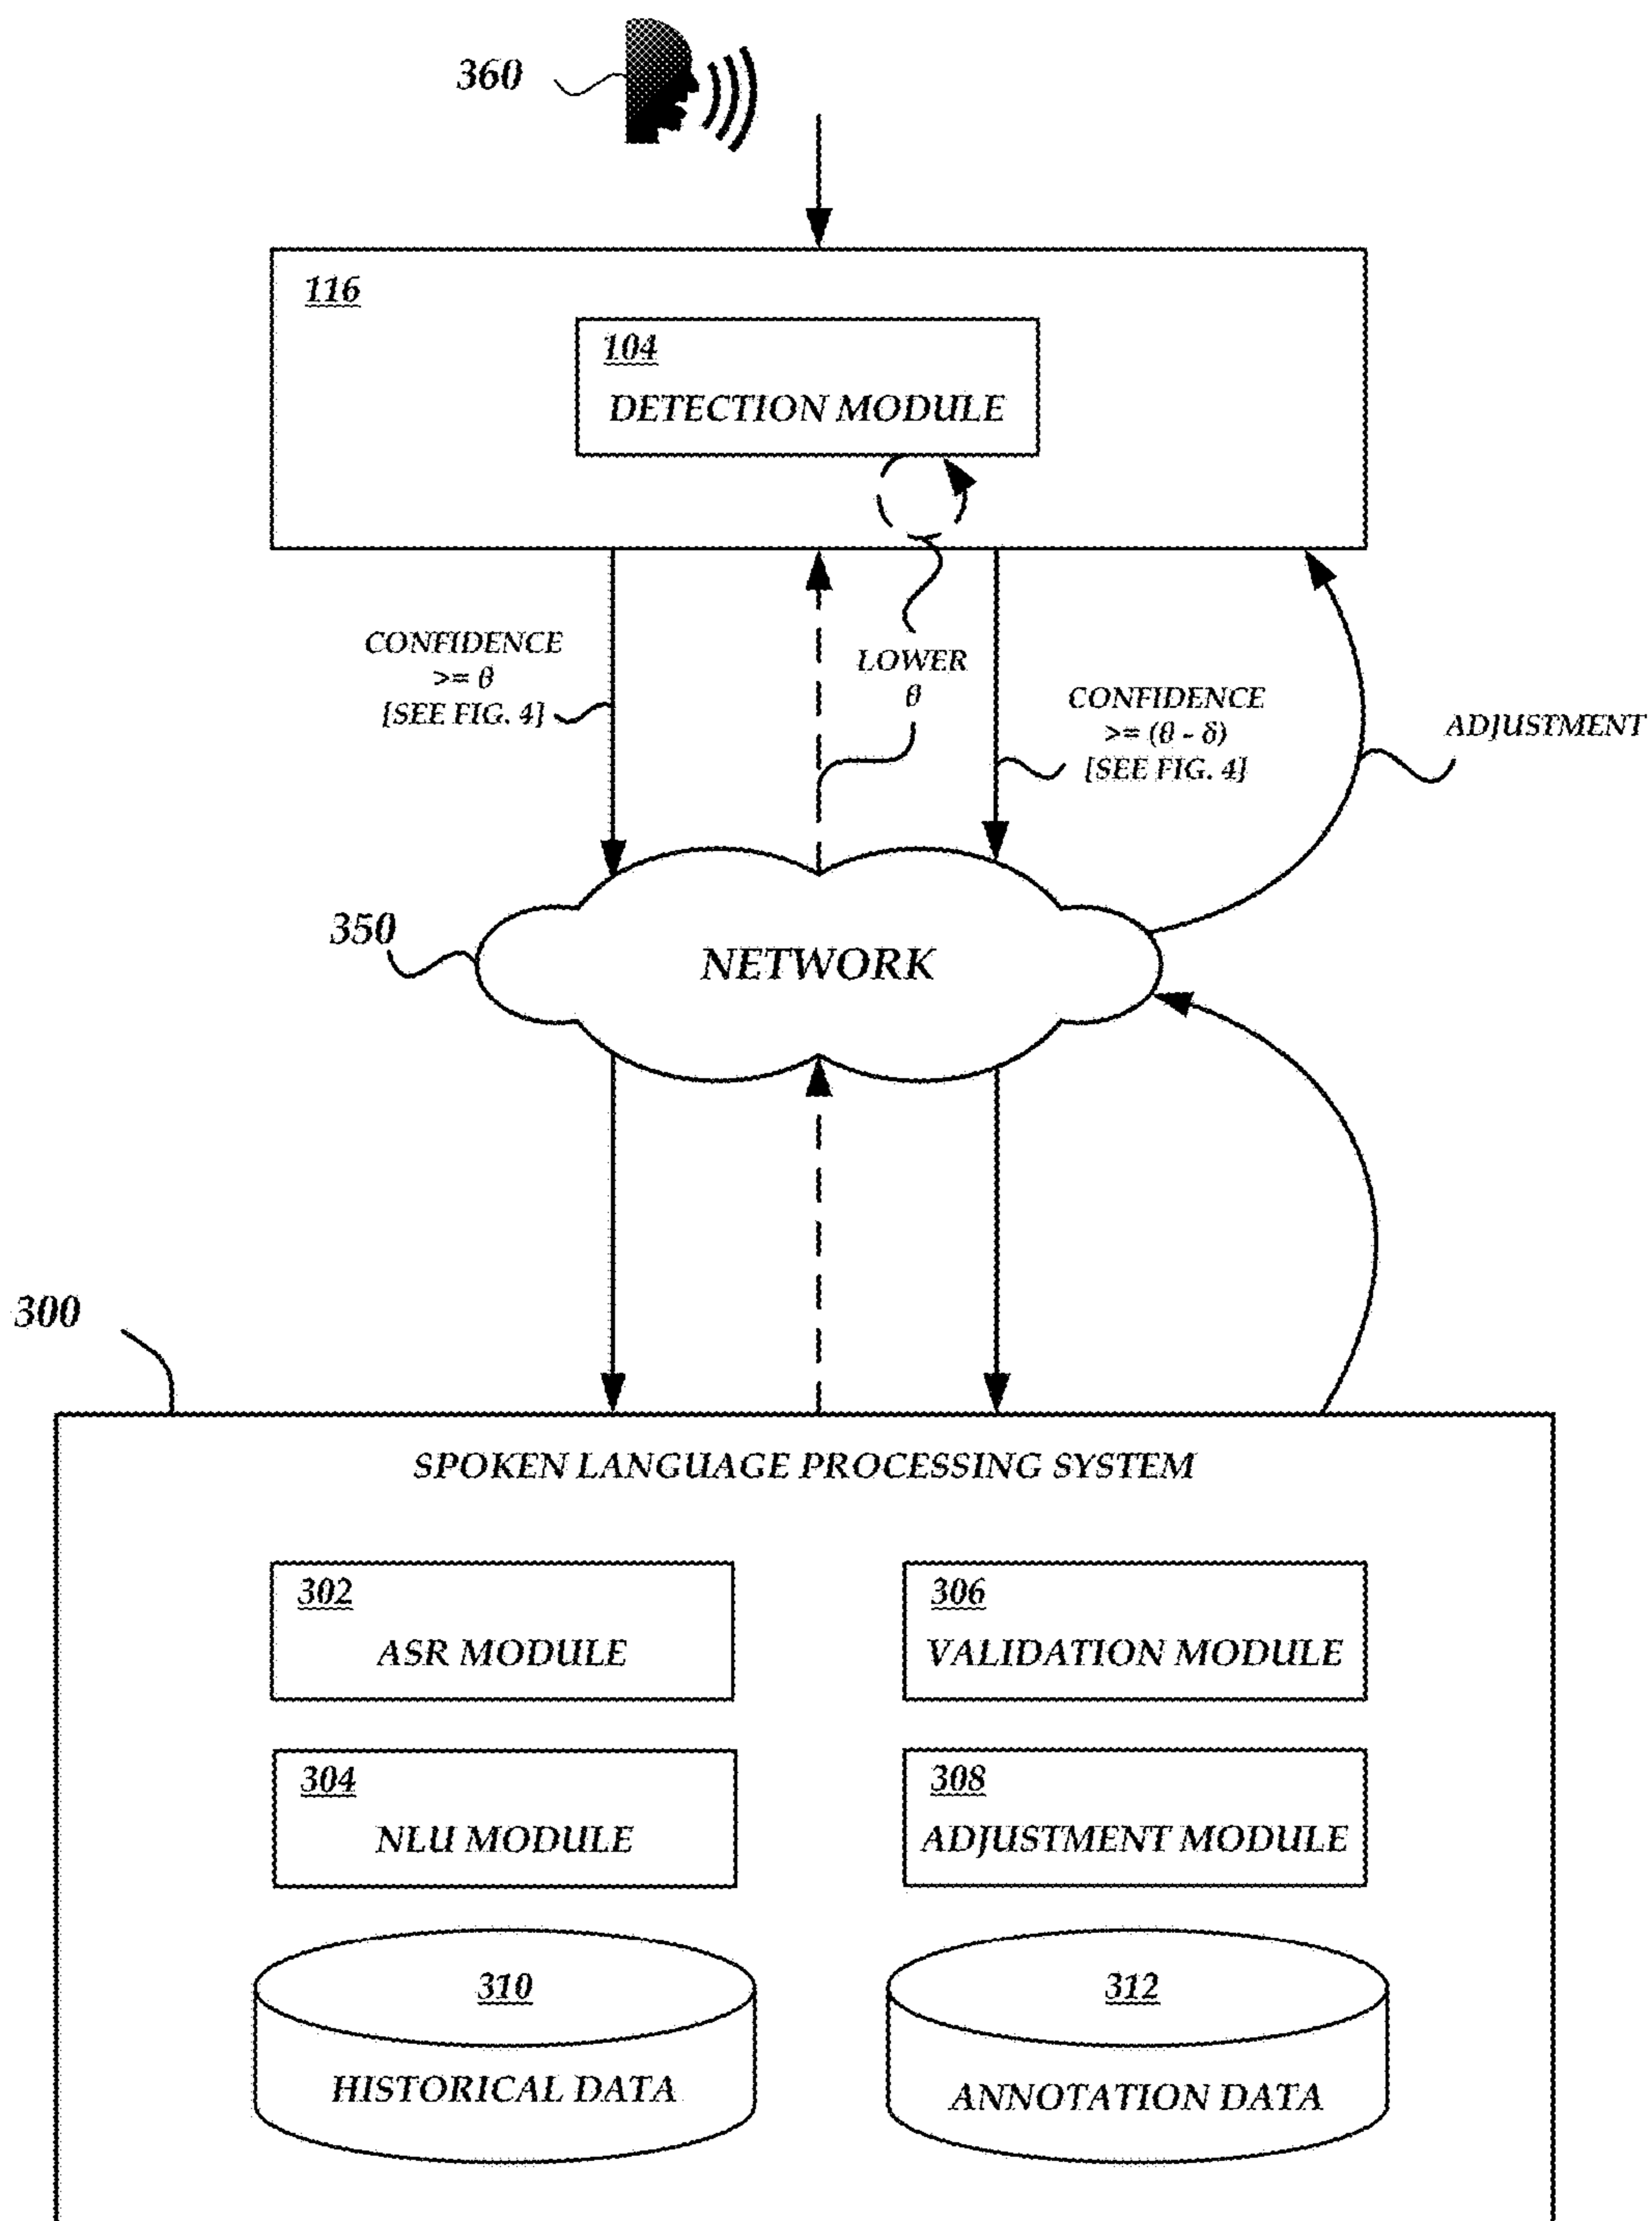 360
116
104
DETECTION MODULE
CONFIDENCE
>= θ
[SEE FIG. 4]
LOWER
θ
CONFIDENCE
>= (θ - δ)
[SEE FIG. 4]
ADJUSTMENT
350
NETWORK
300
SPOKEN LANGUAGE PROCESSING SYSTEM
302
ASR MODULE
306
VALIDATION MODULE
304
NLU MODULE
308
ADJUSTMENT MODULE
310
HISTORICAL DATA
312
ANNOTATION DATA